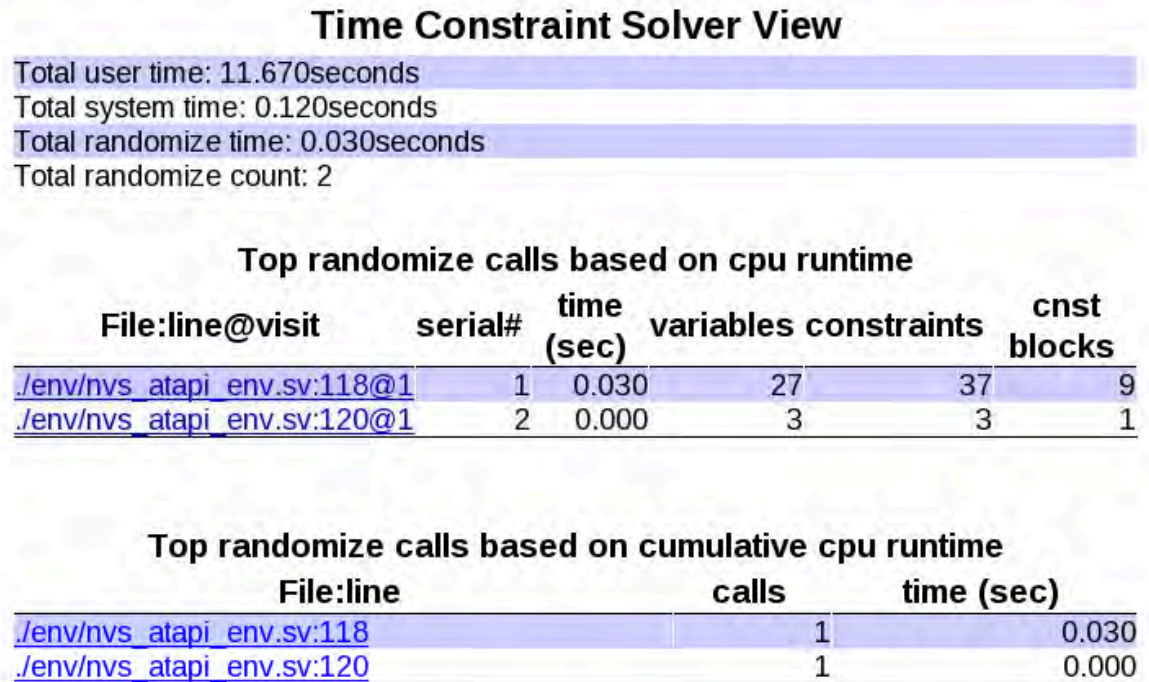 Time Constraint Solver View
Total user time: 11.670seconds
Total system time: 0.120seconds
Total randomize time: 0.030seconds
Total randomize count: 2
Top randomize calls based on cpu runtime
File:line@visit serial# time (sec) variables constraints cnst blocks
./env/nvs_atapi_env.sv:118@1 1 0.030 27 37 9
./env/nvs_atapi_env.sv:120@1 2 0.000 3 3 1
Top randomize calls based on cumulative cpu runtime
File:line calls time (sec)
./env/nvs_atapi_env.sv:118 1 0.030
./env/nvs_atapi_env.sv:120 1 0.000